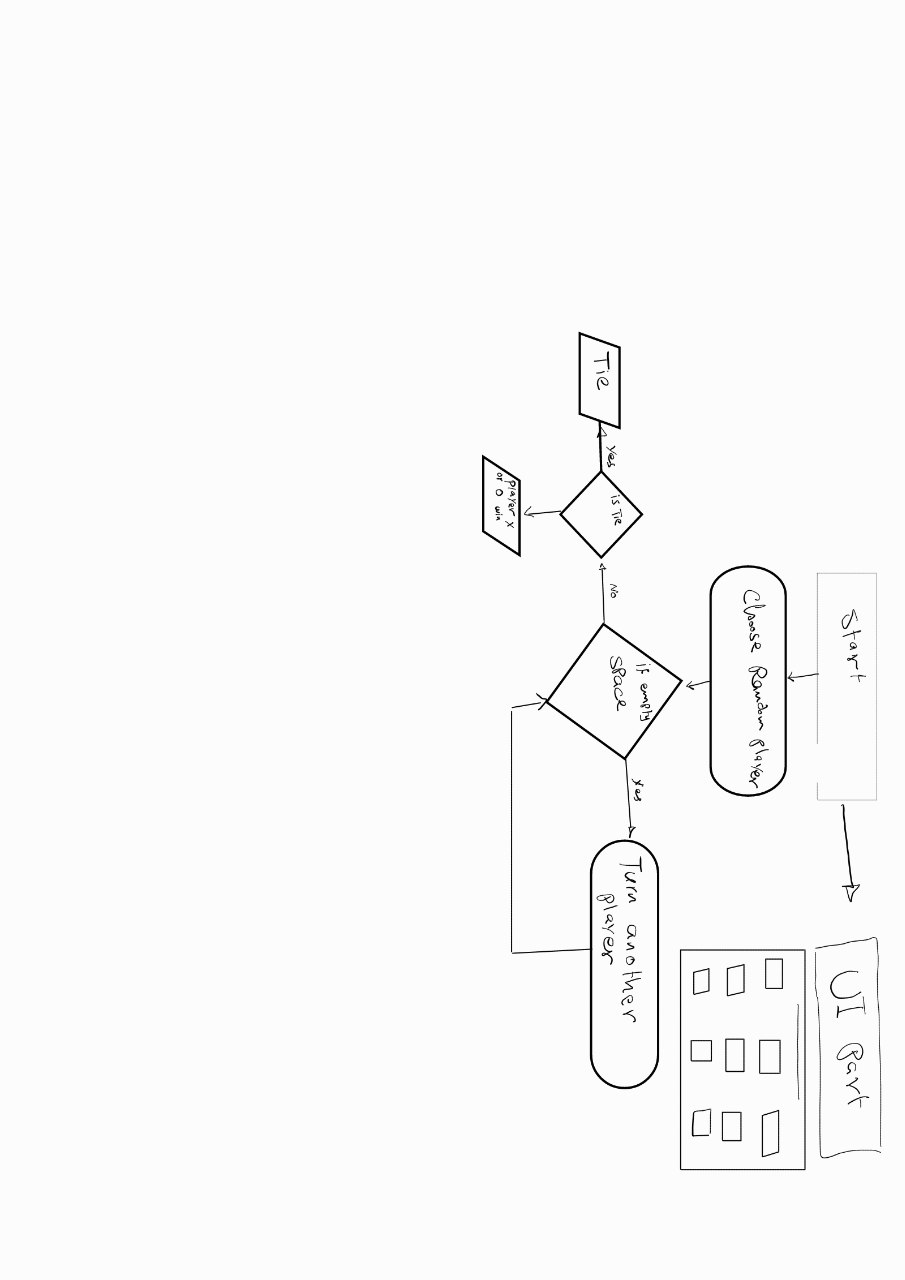 Start
UI Part
Choose Random player
if empty
space
Yes
Turn another
player
No
is Tie
Yes
Tie
player x
or O win